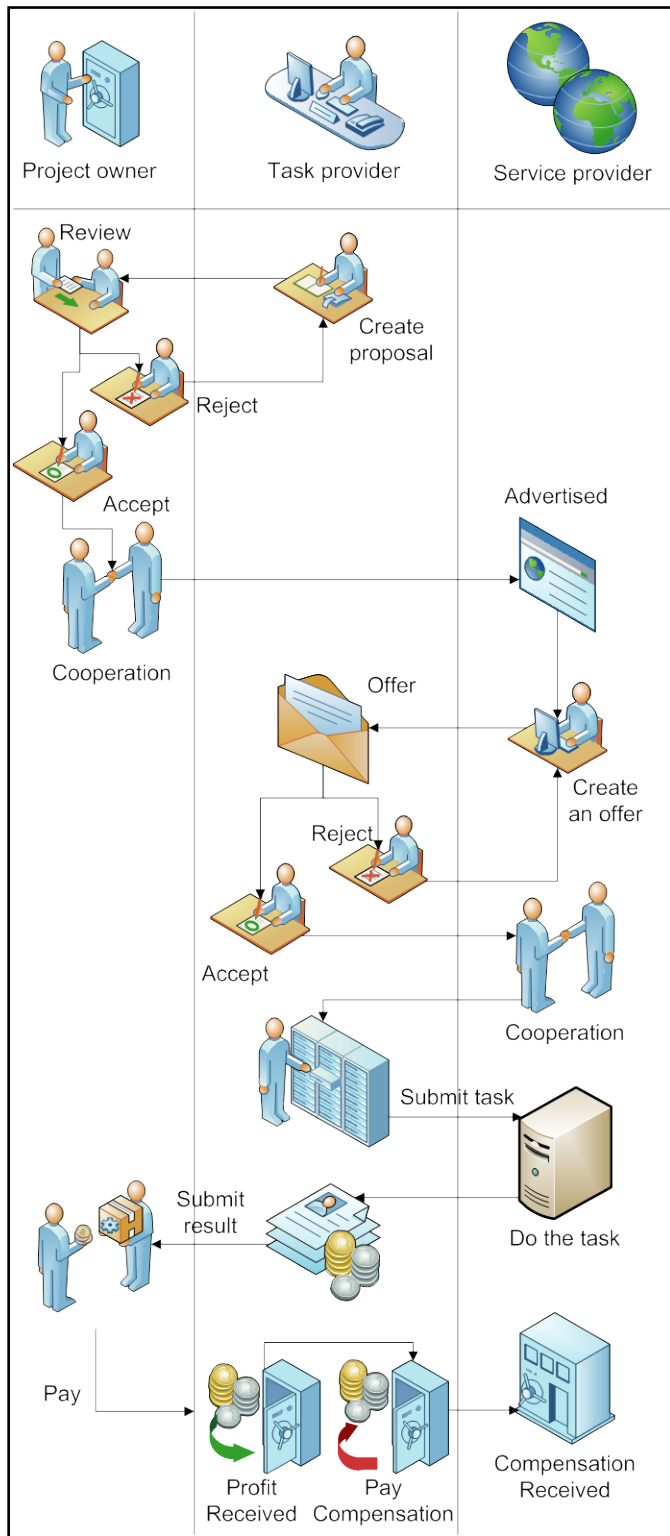 Project owner
Task provider
Service provider
Review
Create
proposal
Reject
Accept
Advertised
Cooperation
Offer
Create
an offer
Reject
Accept
Cooperation
Submit task
Submit
result
Do the task
Pay
Profit
Received
Pay
Compensation
Compensation
Received